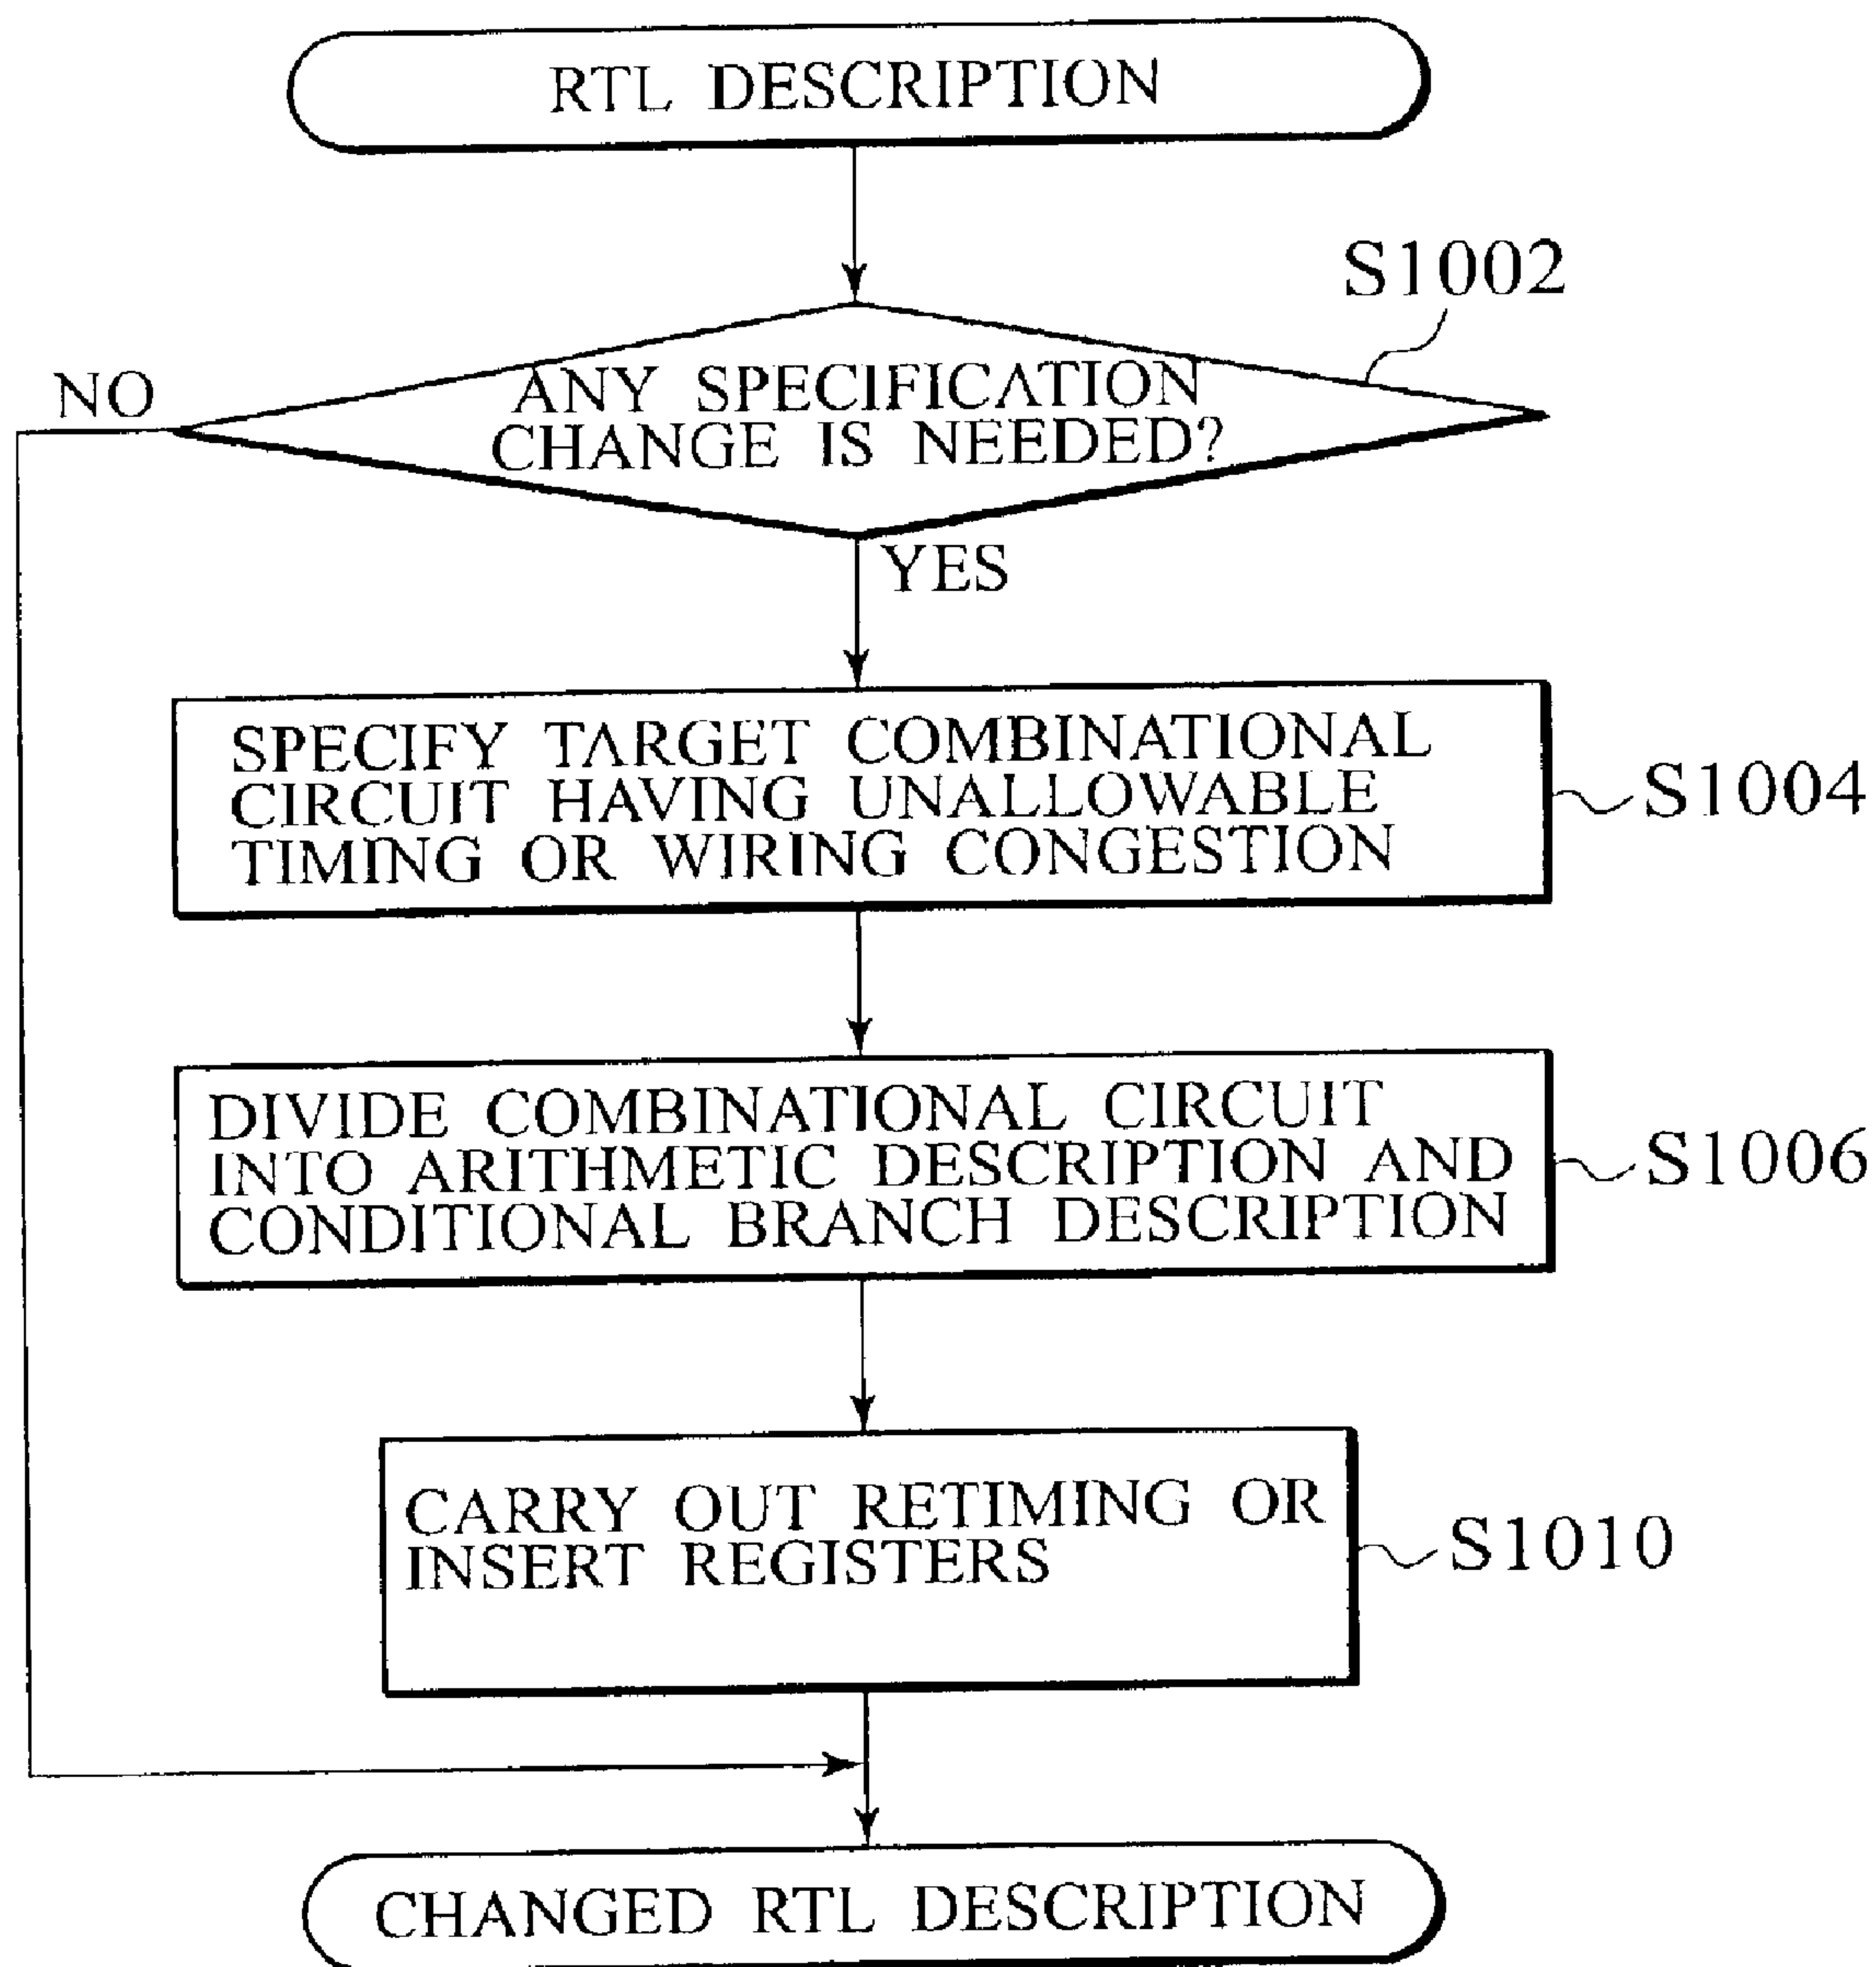 RTL DESCRIPTION
S1002
NO
ANY SPECIFICATION
CHANGE IS NEEDED?
YES
SPECIFY TARGET COMBINATIONAL
CIRCUIT HAVING UNALLOWABLE
TIMING OR WIRING CONGESTION
S1004
DIVIDE COMBINATIONAL CIRCUIT
INTO ARITHMETIC DESCRIPTION AND
CONDITIONAL BRANCH DESCRIPTION
S1006
CARRY OUT RETIMING OR
INSERT REGISTERS
S1010
CHANGED RTL DESCRIPTION